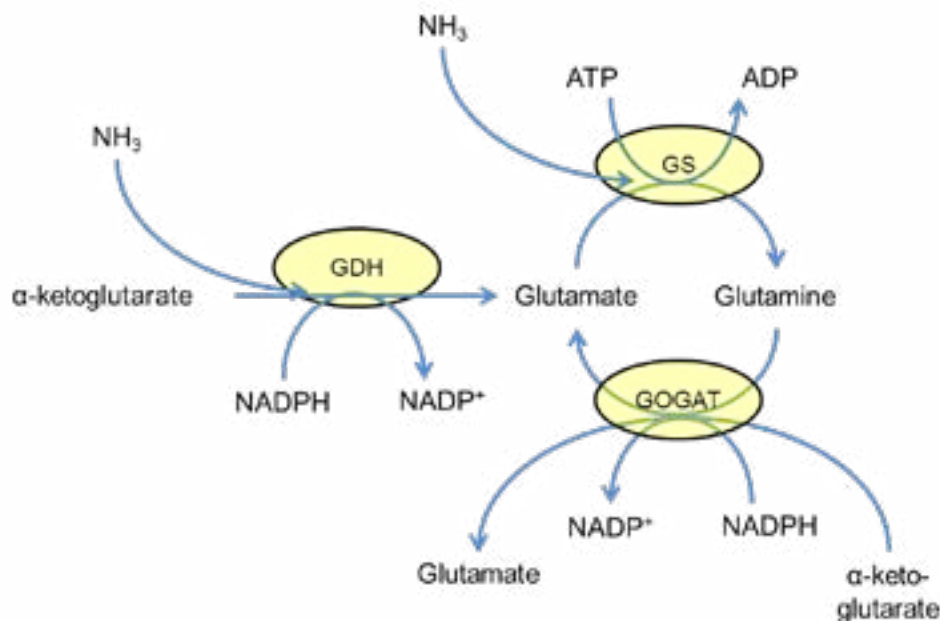 NH₃
ATP
ADP
GS
NH₃
GDH
α-ketoglutarate
Glutamate
Glutamine
NADPH
NADP⁺
GOGAT
NADP⁺
NADPH
Glutamate
α-keto-
glutarate